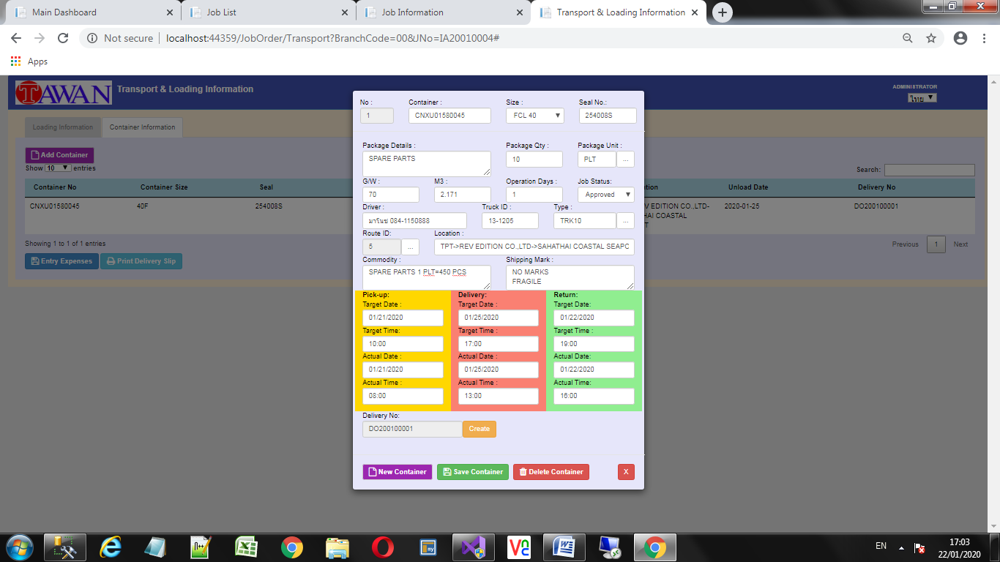 Main Dashboard
Job List
Job Information
Transport & Loading Information
Not secure
localhost:44359/JobOrder/Transport?BranchCode=00&JNo=IA20010004#
Apps
TAWAN
Transport & Loading Information
ADMINISTRATOR
ไทย
Loading Information
Container Information
Add Container
Show 10 entries
Search:
Container No
Container Size
Seal
Unload Date
Delivery No
CNXU01580045
40F
254008S
EDITION CO.,LTD-
COASTAL
2020-01-25
DO200100001
Showing 1 to 1 of 1 entries
Previous 1 Next
Entry Expenses
Print Delivery Slip
No :
Container :
Size :
Seal No.:
1
CNXU01580045
FCL 40
254008S
Package Details :
Package Qty :
Package Unit :
SPARE PARTS
10
PLT
...
G/W :
M3 :
Operation Days :
Job Status:
70
2.171
1
Approved
Driver :
Truck ID :
Type :
มาโนช 084-1150888
13-1205
TRK10
...
Route ID:
Location :
5
...
TPT->REV EDITION CO.,LTD->SAHATHAI COASTAL SEAPO
Commodity :
Shipping Mark :
SPARE PARTS 1 PLT=450 PCS
NO MARKS
FRAGILE
Pick-up:
Delivery:
Return:
Target Date :
Target Date :
Target Date:
01/21/2020
01/25/2020
01/22/2020
Target Time:
Target Time :
Target Time :
10:00
17:00
19:00
Actual Date :
Actual Date :
Actual Date:
01/21/2020
01/25/2020
01/22/2020
Actual Time :
Actual Time :
Actual Time:
08:00
13:00
16:00
Delivery No:
DO200100001
Create
New Container
Save Container
Delete Container
X
EN
17:03
22/01/2020